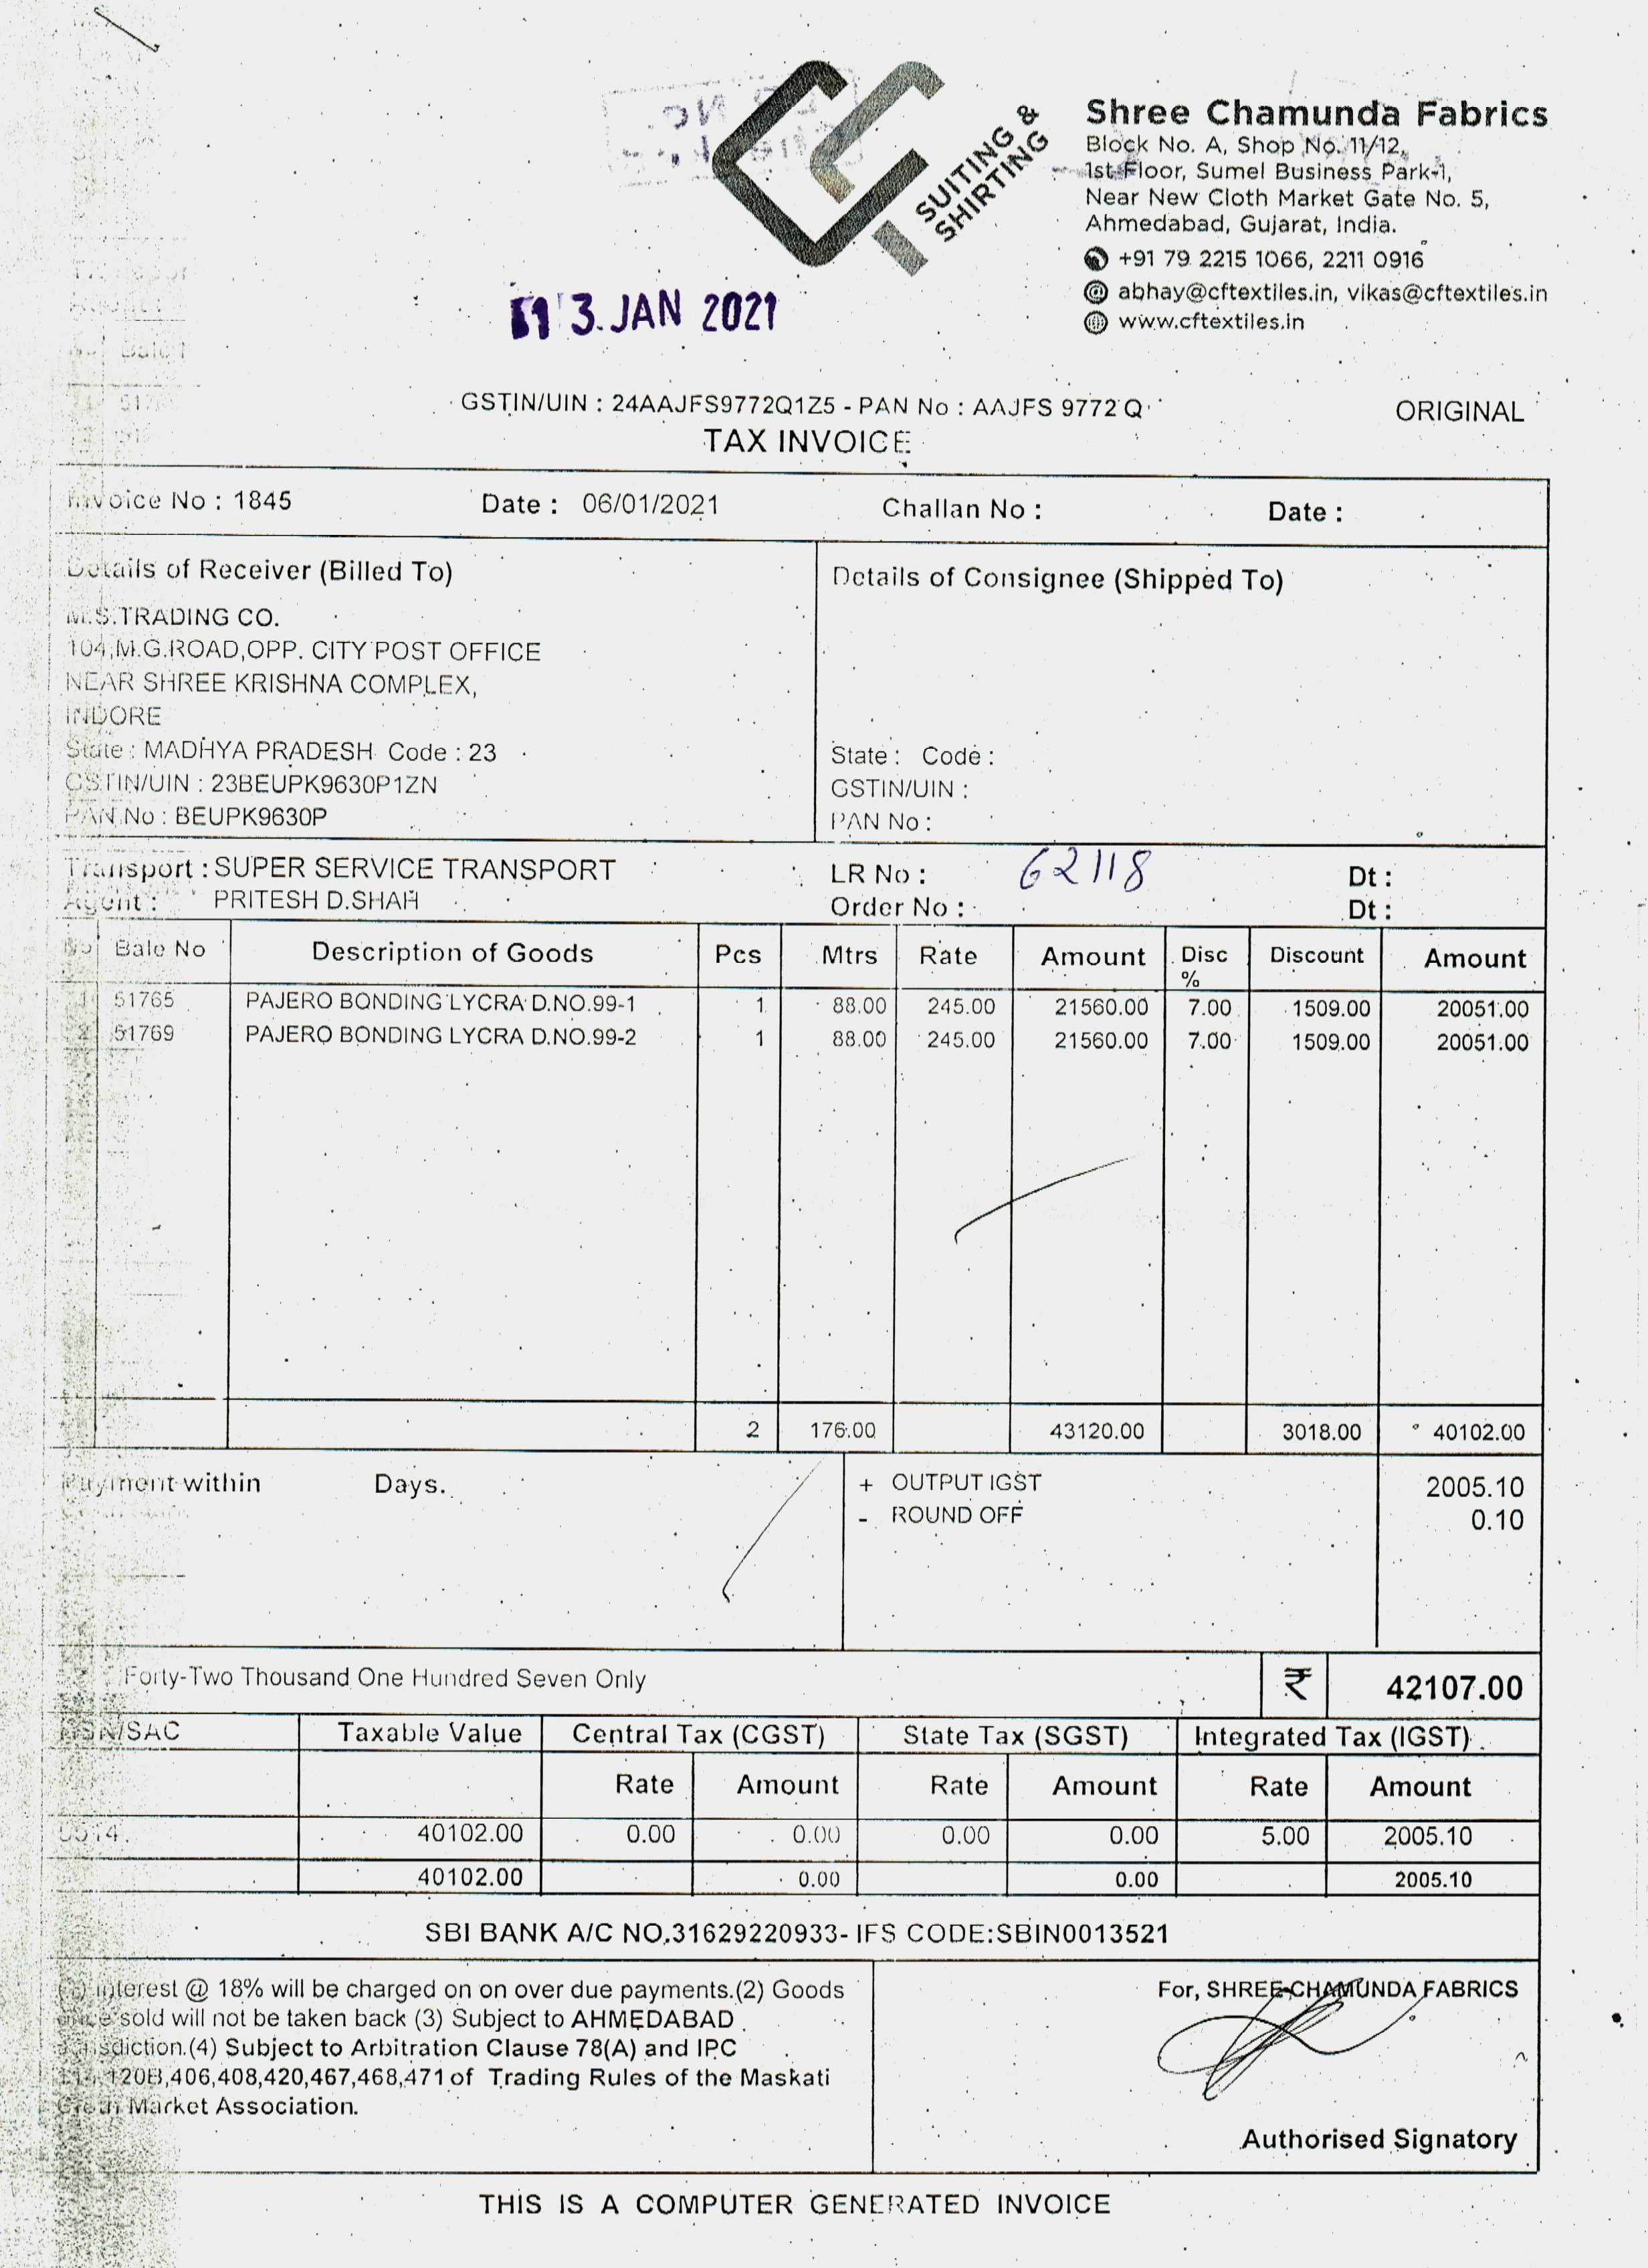 SUITING &
SHIRTING
Shree Chamunda Fabrics
Block No. A, Shop No. 11/12,
1st Floor, Sumel Business Park-1,
Near New Cloth Market Gate No. 5,
Ahmedabad, Gujarat, India.
+91 79 2215 1066, 2211 0916
abhay@cftextiles.in, vikas@cftextiles.in
www.cftextiles.in
13 JAN 2021
GSTIN/UIN : 24AAJFS9772Q1Z5 - PAN No : AAJFS 9772 Q
ORIGINAL
TAX INVOICE
Invoice No : 1845 Date : 06/01/2021 Challan No : Date :
Details of Receiver (Billed To) Details of Consignee (Shipped To)
M.S.TRADING CO.
104,M.G.ROAD,OPP. CITY POST OFFICE
NEAR SHREE KRISHNA COMPLEX,
INDORE
State : MADHYA PRADESH Code : 23 State : Code :
GSTIN/UIN : 23BEUPK9630P1ZN GSTIN/UIN :
PAN No : BEUPK9630P PAN No :
Transport : SUPER SERVICE TRANSPORT LR No : 62118 Dt :
Agent : PRITESH D.SHAH Order No : Dt :
No Bale No Description of Goods Pcs Mtrs Rate Amount Disc % Discount Amount
1 51765 PAJERO BONDING LYCRA D.NO.99-1 1 88.00 245.00 21560.00 7.00 1509.00 20051.00
2 51769 PAJERO BONDING LYCRA D.NO.99-2 1 88.00 245.00 21560.00 7.00 1509.00 20051.00
2 176.00 43120.00 3018.00 40102.00
Payment within Days. + OUTPUT IGST 2005.10
- ROUND OFF 0.10
Forty-Two Thousand One Hundred Seven Only ₹ 42107.00
HSN/SAC Taxable Value Central Tax (CGST) State Tax (SGST) Integrated Tax (IGST)
Rate Amount Rate Amount Rate Amount
40102.00 0.00 0.00 0.00 0.00 5.00 2005.10
40102.00 0.00 0.00 2005.10
SBI BANK A/C NO.31629220933- IFS CODE:SBIN0013521
interest @ 18% will be charged on on over due payments.(2) Goods
once sold will not be taken back (3) Subject to AHMEDABAD
Jurisdiction.(4) Subject to Arbitration Clause 78(A) and IPC
120B,406,408,420,467,468,471 of Trading Rules of the Maskati
Cloth Market Association.
For, SHREE CHAMUNDA FABRICS
Authorised Signatory
THIS IS A COMPUTER GENERATED INVOICE